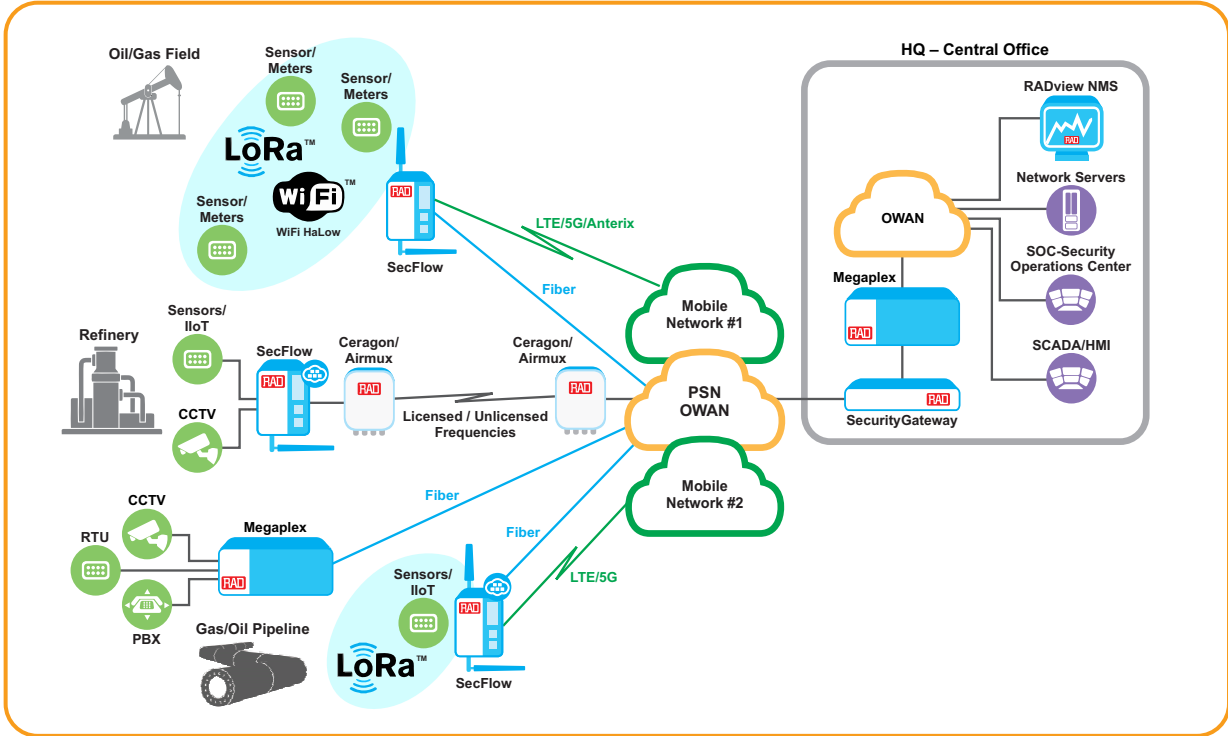 Oil/Gas Field
Sensor/
Meters
Sensor/
Meters
LoRa™
WiFi™
WiFi HaLow
Sensor/
Meters
RAD
SecFlow
LTE/5G/Anterix
Fiber
Mobile
Network #1
PSN
OWAN
Mobile
Network #2
HQ – Central Office
RADview NMS
RAD
Network Servers
OWAN
SOC-Security
Operations Center
Megaplex
RAD
SCADA/HMI
RAD
SecurityGateway
Refinery
Sensors/
IIoT
SecFlow
RAD
CCTV
Ceragon/
Airmux
RAD
Licensed / Unlicensed
Frequencies
Ceragon/
Airmux
RAD
Fiber
CCTV
RTU
PBX
Megaplex
RAD
Gas/Oil Pipeline
Sensors/
IIoT
LoRa™
RAD
SecFlow
Fiber
LTE/5G